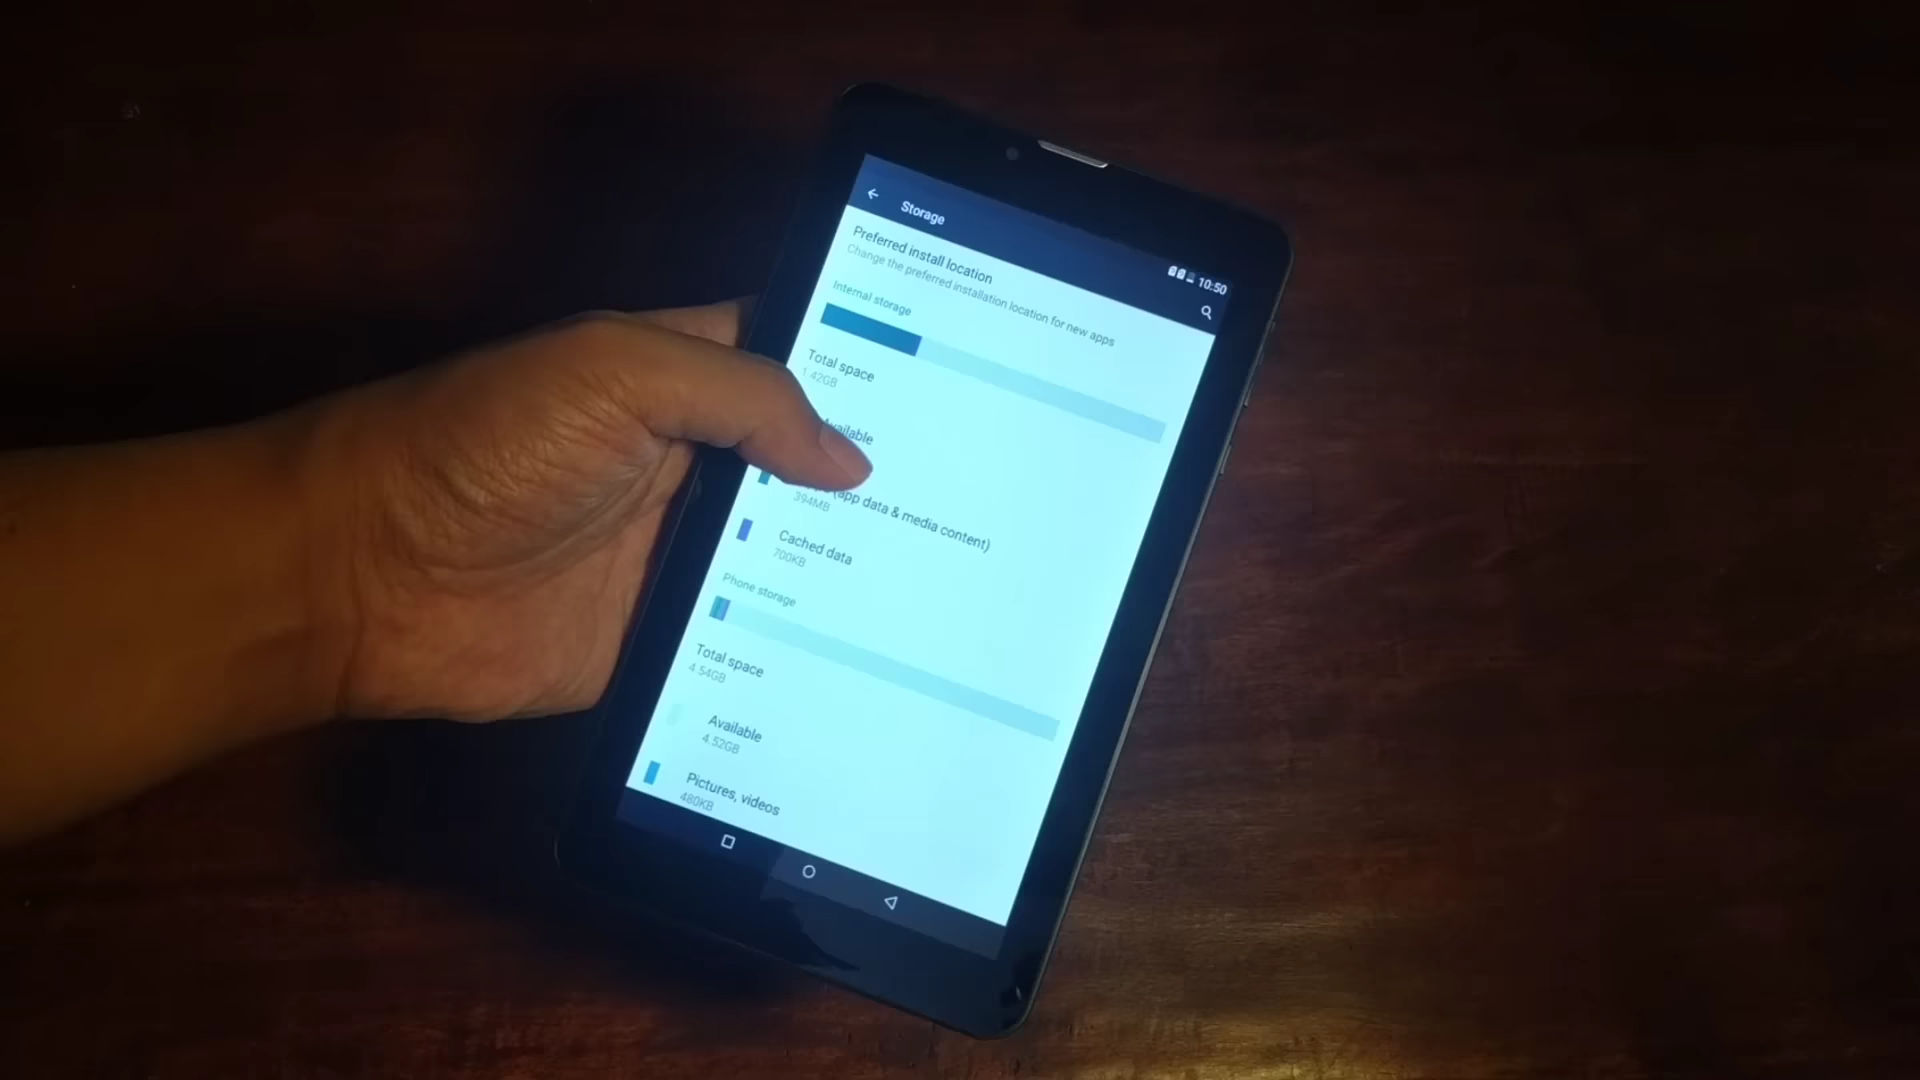 10:50
Storage
Preferred install location
Change the preferred installation location for new apps
Internal storage
Total space
1.42GB
Available
(app data & media content)
394MB
Cached data
700KB
Phone storage
Total space
4.54GB
Available
4.52GB
Pictures, videos
480KB